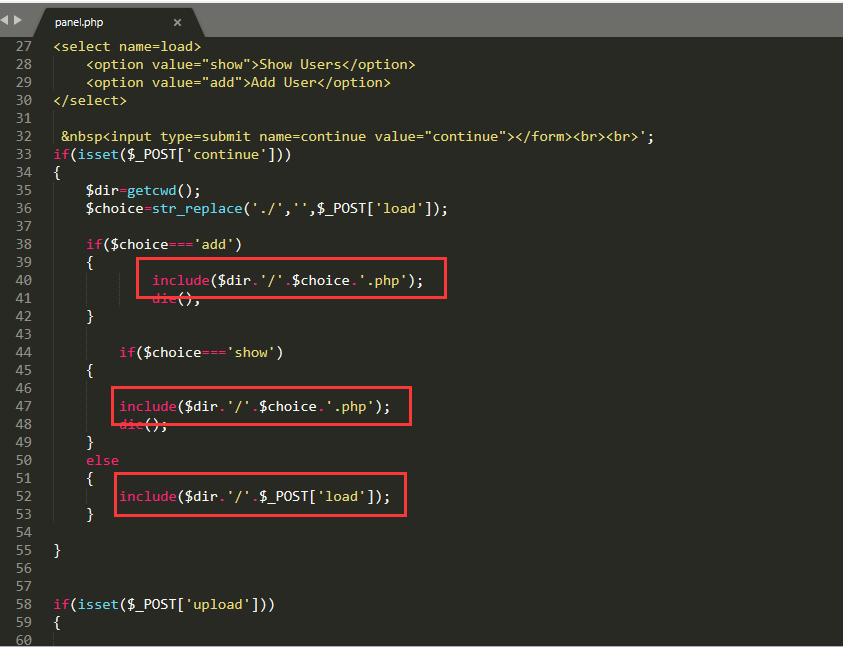 panel.php ×
27 <select name=load>
28 <option value="show">Show Users</option>
29 <option value="add">Add User</option>
30 </select>
31
32 &nbsp<input type=submit name=continue value="continue"></form><br><br>';
33 if(isset($_POST['continue']))
34 {
35 $dir=getcwd();
36 $choice=str_replace('./','',$_POST['load']);
37
38 if($choice==='add')
39 {
40 include($dir.'/'.$choice.'.php');
41 die();
42 }
43
44 if($choice==='show')
45 {
46
47 include($dir.'/'.$choice.'.php');
48 die();
49 }
50 else
51 {
52 include($dir.'/'.$_POST['load']);
53 }
54
55 }
56
57
58 if(isset($_POST['upload']))
59 {
60